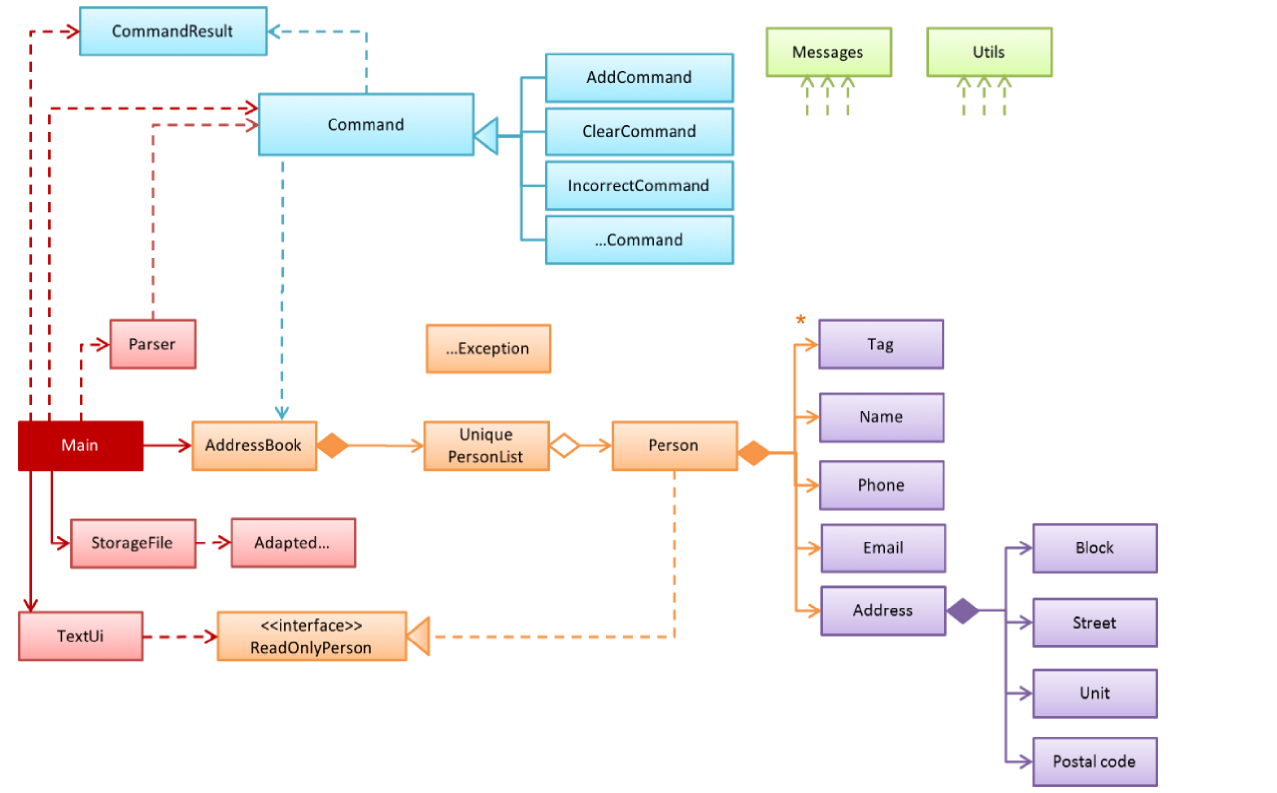 CommandResult
Messages
Utils
AddCommand
Command
ClearCommand
IncorrectCommand
...Command
*
Parser
...Exception
Tag
Name
Main
AddressBook
Unique
PersonList
Person
Phone
StorageFile
Adapted...
Email
Block
Address
TextUi
<<interface>>
ReadOnlyPerson
Street
Unit
Postal code